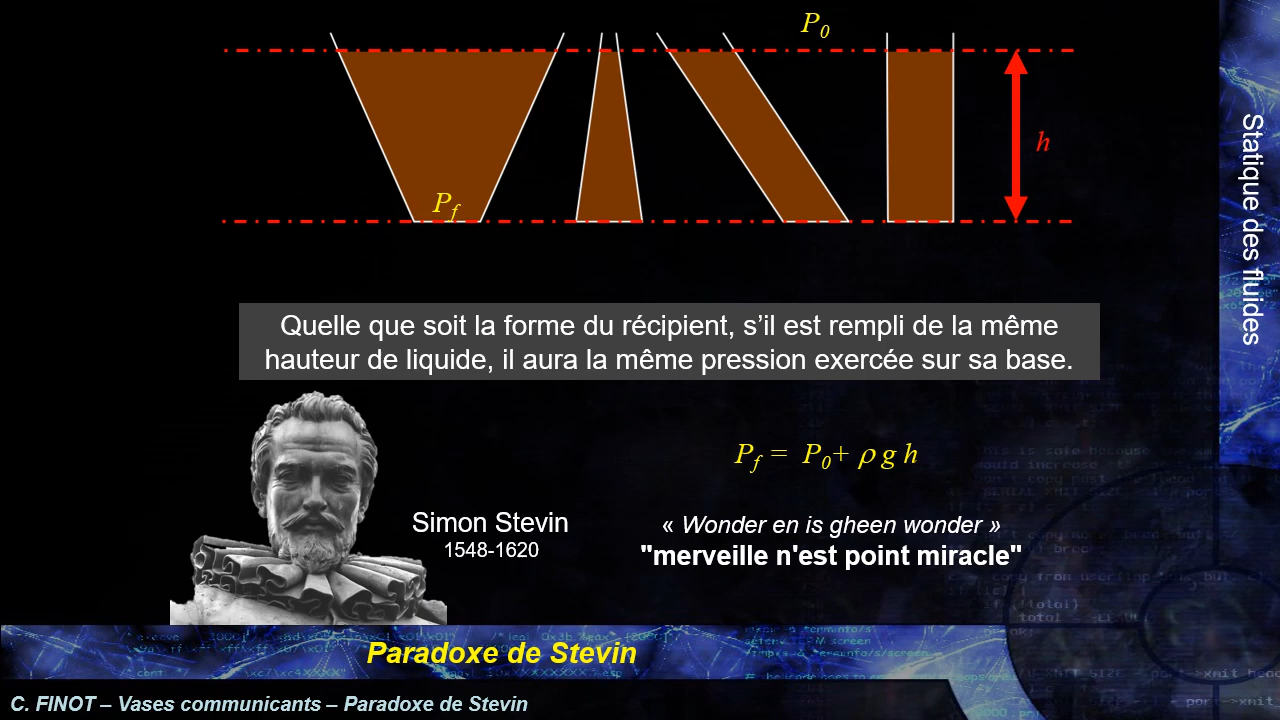 P0
h
Pf
Statique des fluides
Quelle que soit la forme du récipient, s’il est rempli de la même
hauteur de liquide, il aura la même pression exercée sur sa base.
Pf = P0+ ρ g h
Simon Stevin
1548-1620
« Wonder en is gheen wonder »
"merveille n'est point miracle"
Paradoxe de Stevin
C. FINOT – Vases communicants – Paradoxe de Stevin